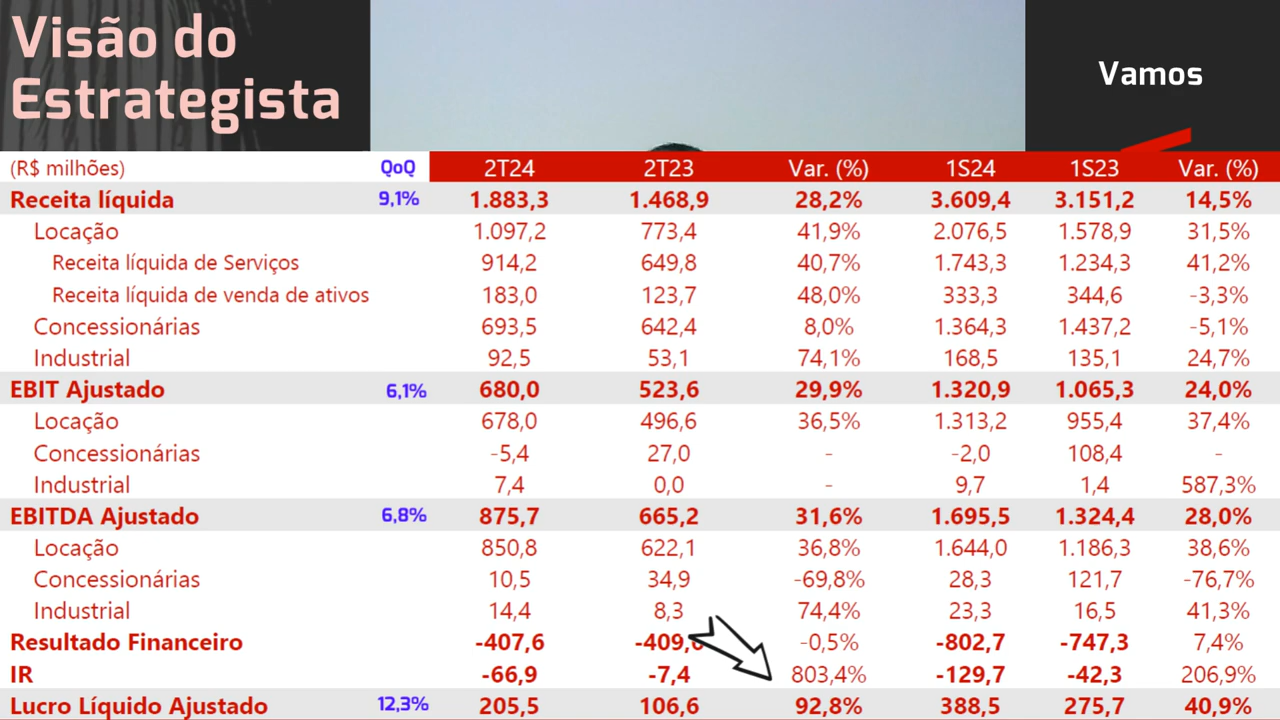 Visão do
Estrategista
Vamos
(R$ milhões) QoQ 2T24 2T23 Var. (%) 1S24 1S23 Var. (%)
Receita líquida 9,1% 1.883,3 1.468,9 28,2% 3.609,4 3.151,2 14,5%
Locação 1.097,2 773,4 41,9% 2.076,5 1.578,9 31,5%
Receita líquida de Serviços 914,2 649,8 40,7% 1.743,3 1.234,3 41,2%
Receita líquida de venda de ativos 183,0 123,7 48,0% 333,3 344,6 -3,3%
Concessionárias 693,5 642,4 8,0% 1.364,3 1.437,2 -5,1%
Industrial 92,5 53,1 74,1% 168,5 135,1 24,7%
EBIT Ajustado 6,1% 680,0 523,6 29,9% 1.320,9 1.065,3 24,0%
Locação 678,0 496,6 36,5% 1.313,2 955,4 37,4%
Concessionárias -5,4 27,0 - -2,0 108,4 -
Industrial 7,4 0,0 - 9,7 1,4 587,3%
EBITDA Ajustado 6,8% 875,7 665,2 31,6% 1.695,5 1.324,4 28,0%
Locação 850,8 622,1 36,8% 1.644,0 1.186,3 38,6%
Concessionárias 10,5 34,9 -69,8% 28,3 121,7 -76,7%
Industrial 14,4 8,3 74,4% 23,3 16,5 41,3%
Resultado Financeiro -407,6 -0,5% -802,7 -747,3 7,4%
IR -66,9 -7,4 803,4% -129,7 -42,3 206,9%
Lucro Líquido Ajustado 12,3% 205,5 106,6 92,8% 388,5 275,7 40,9%